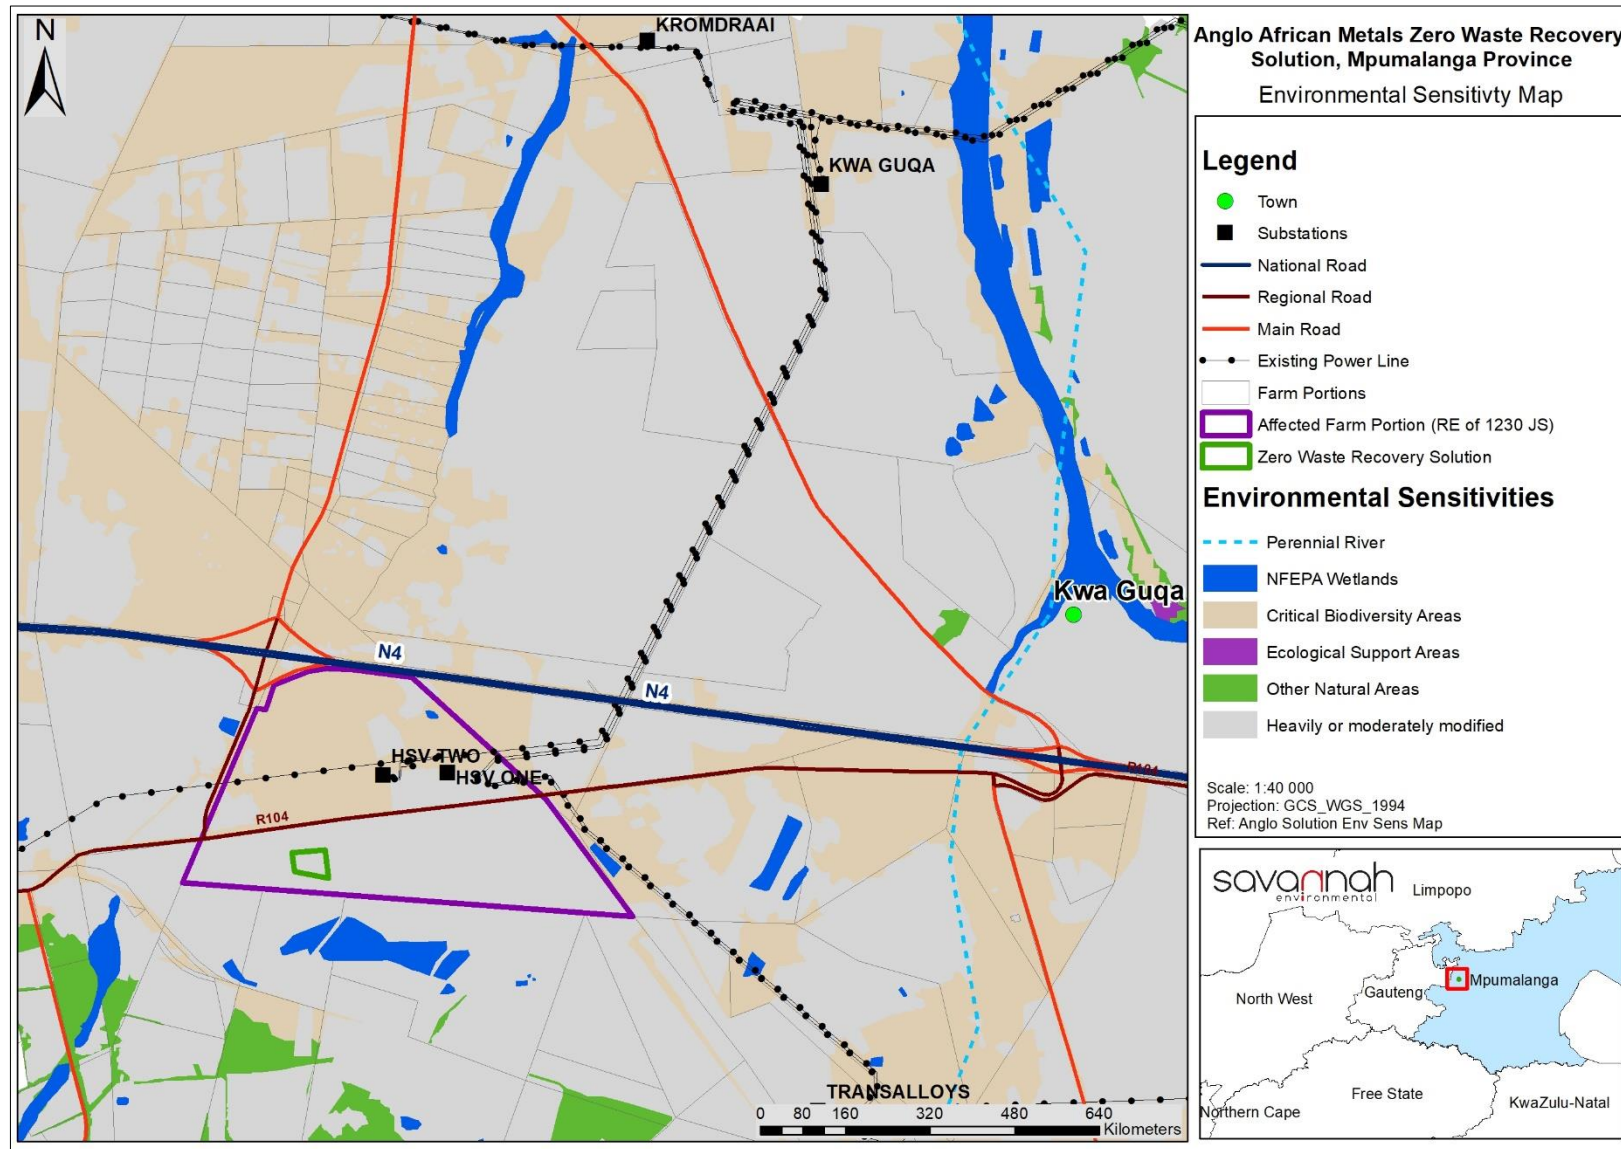 N
KROMDRAAI
KWA GUQA
Kwa Guqa
N4
N4
HSV TWO
HSV ONE
R104
R104
TRANSALLOYS
0 80 160 320 480 640
Kilometers
Anglo African Metals Zero Waste Recovery
Solution, Mpumalanga Province
Environmental Sensitivty Map
Legend
Town
Substations
National Road
Regional Road
Main Road
Existing Power Line
Farm Portions
Affected Farm Portion (RE of 1230 JS)
Zero Waste Recovery Solution
Environmental Sensitivities
Perennial River
NFEPA Wetlands
Critical Biodiversity Areas
Ecological Support Areas
Other Natural Areas
Heavily or moderately modified
Scale: 1:40 000
Projection: GCS_WGS_1994
Ref: Anglo Solution Env Sens Map
savannah
environmental
Limpopo
Mpumalanga
Gauteng
North West
Free State
Northern Cape
KwaZulu-Natal